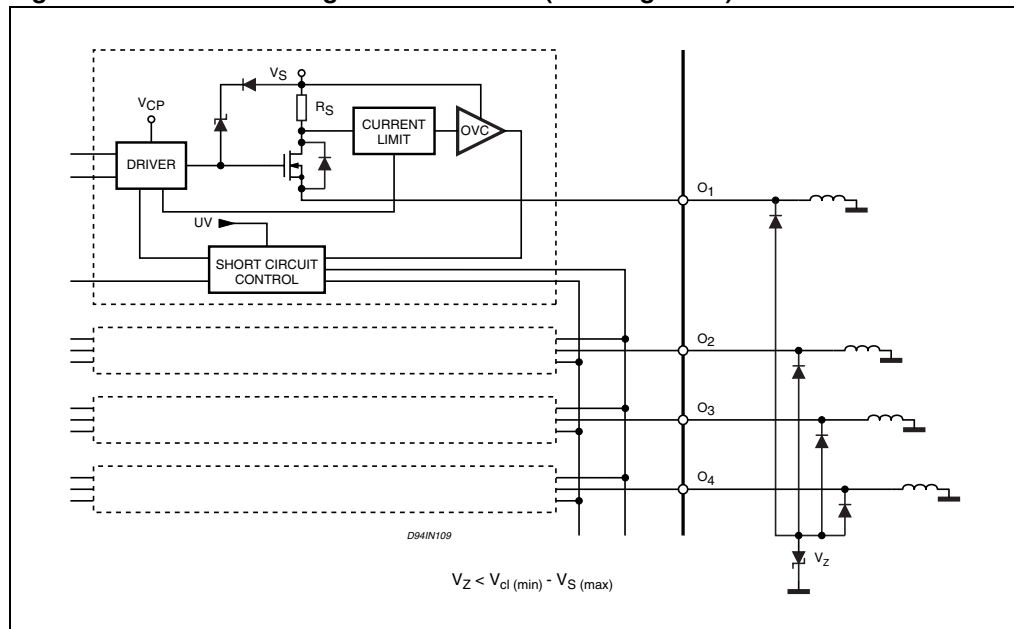 V_S
R_S
V_CP
CURRENT
LIMIT
OVC
DRIVER
O_1
UV
SHORT CIRCUIT
CONTROL
O_2
O_3
O_4
D94IN109
V_Z
V_Z < V_cl (min) - V_S (max)